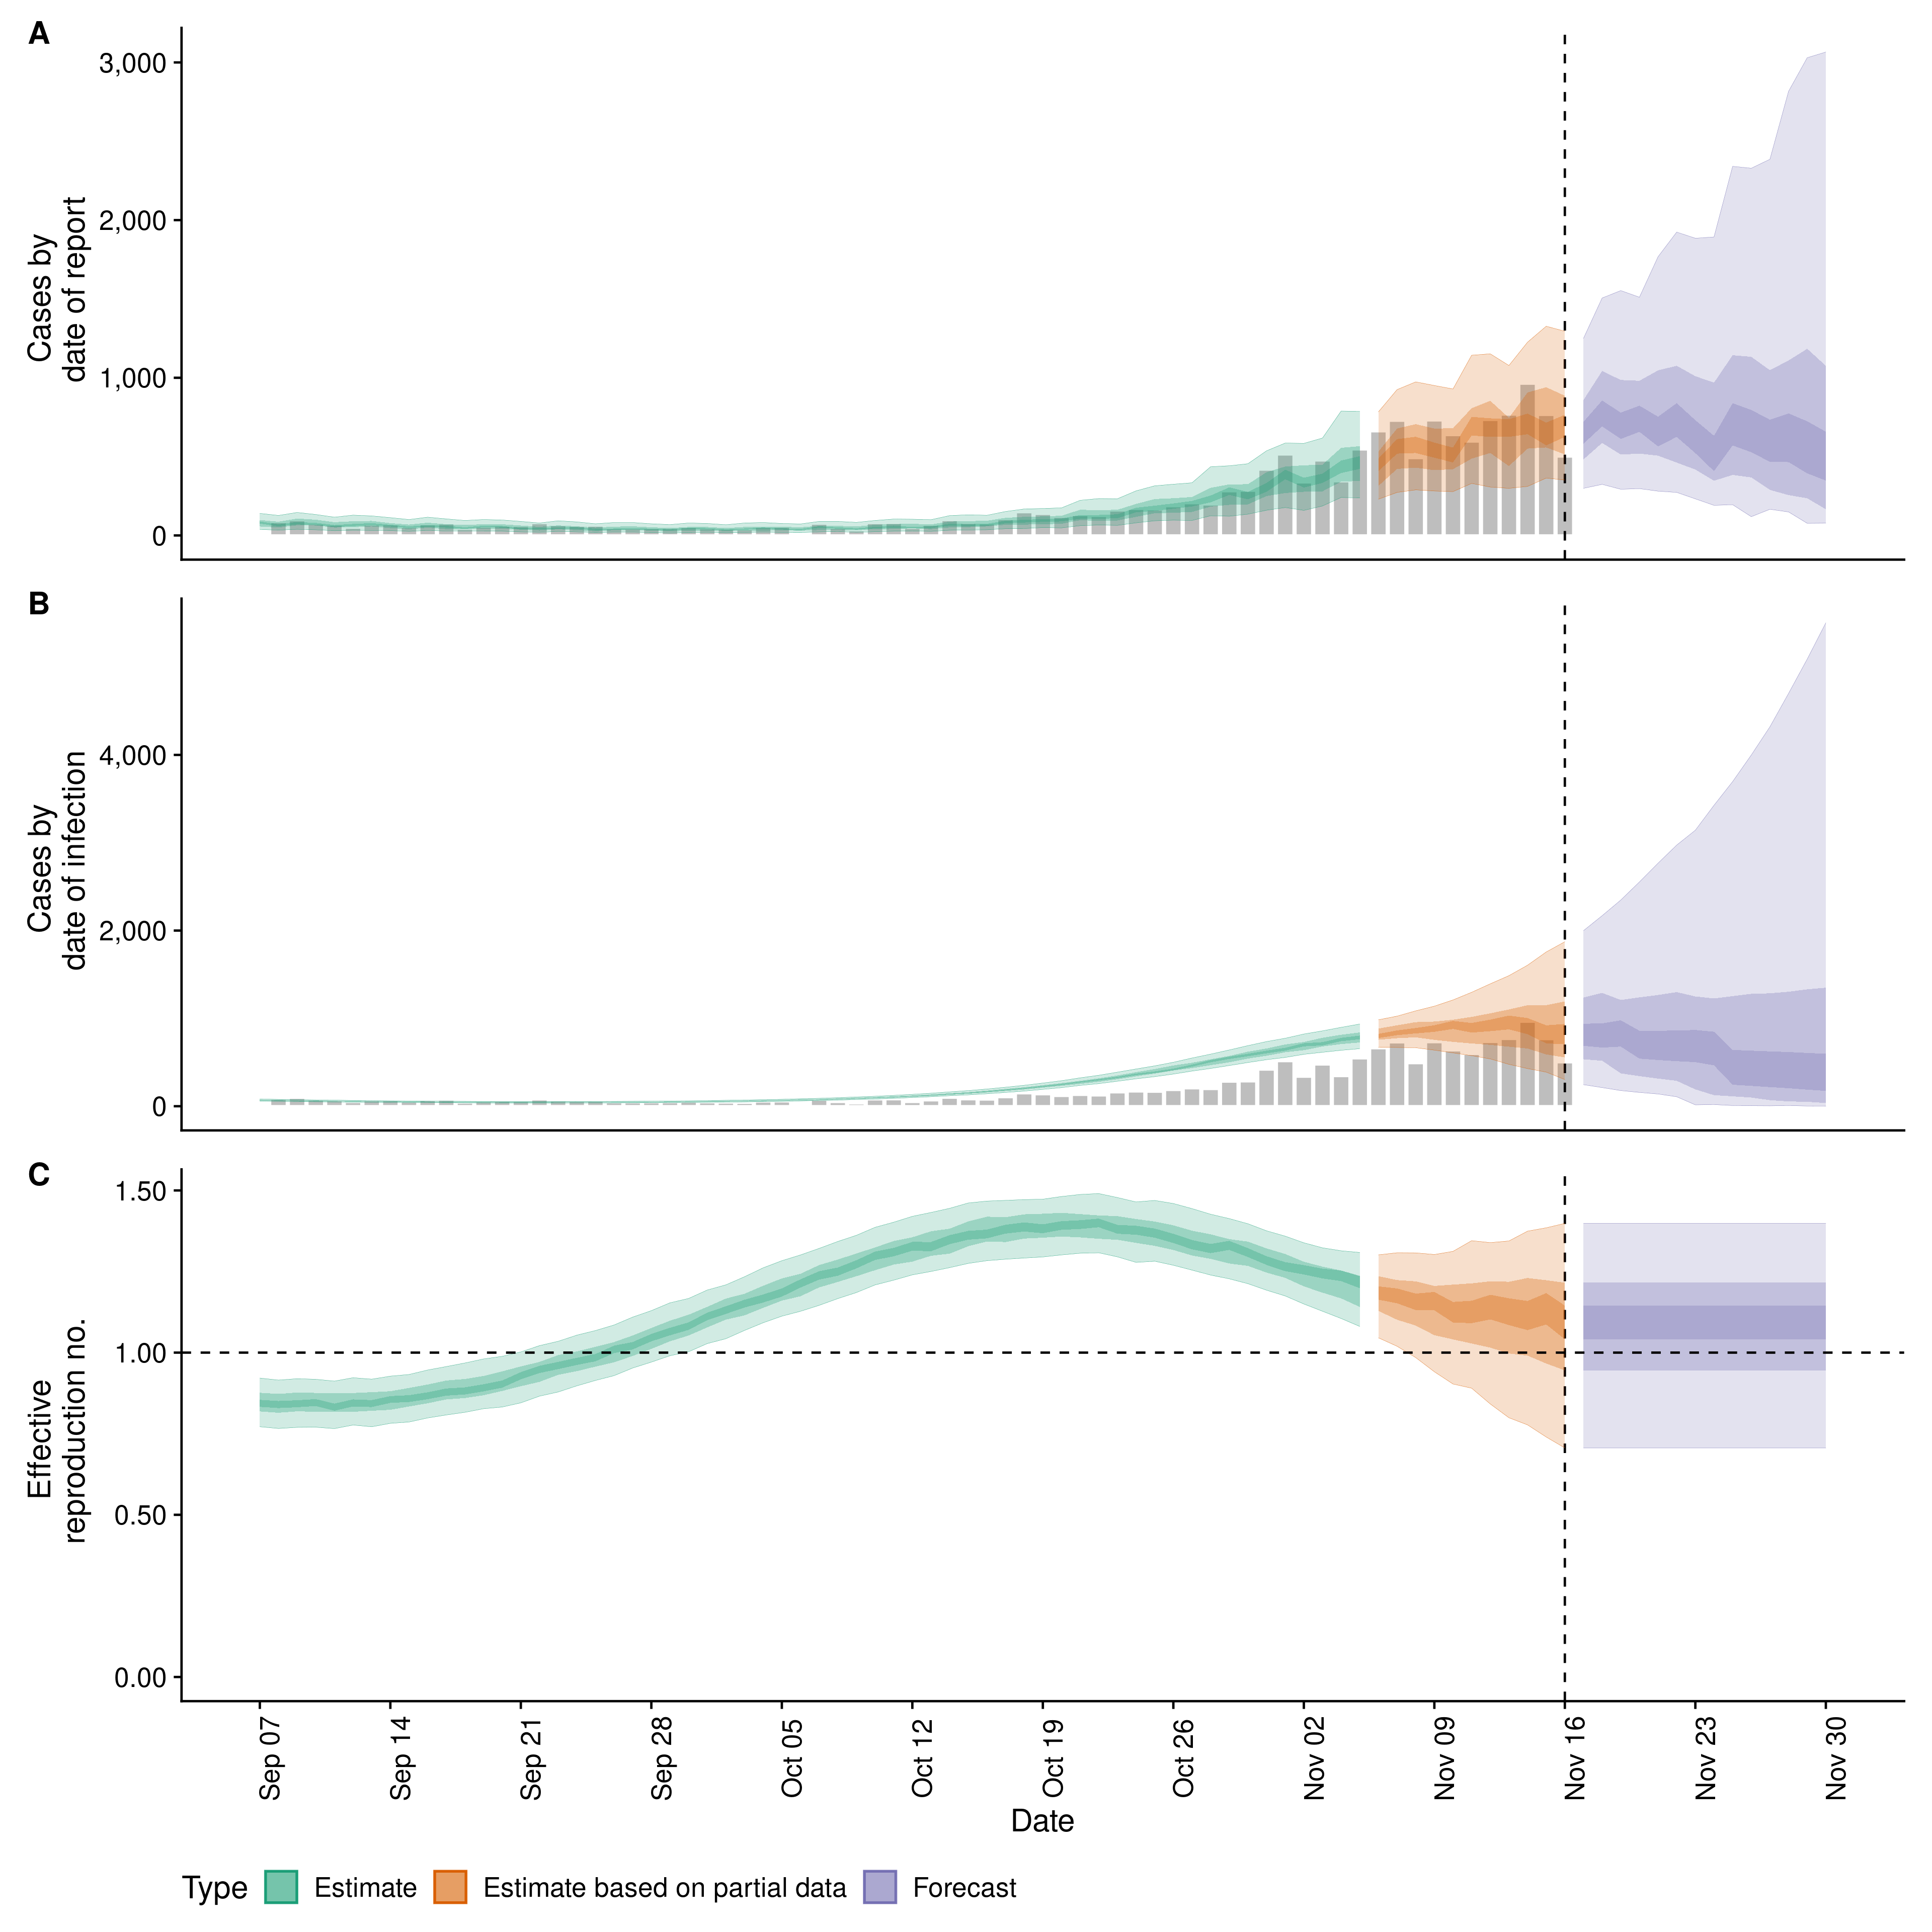 A
3,000
2,000
1,000
0
Cases by
date of report
B
4,000
2,000
0
Cases by
date of infection
C
1.50
1.00
0.50
0.00
Effective
reproduction no.
Sep 07
Sep 14
Sep 21
Sep 28
Oct 05
Oct 12
Oct 19
Oct 26
Nov 02
Nov 09
Nov 16
Nov 23
Nov 30
Date
Type Estimate Estimate based on partial data Forecast